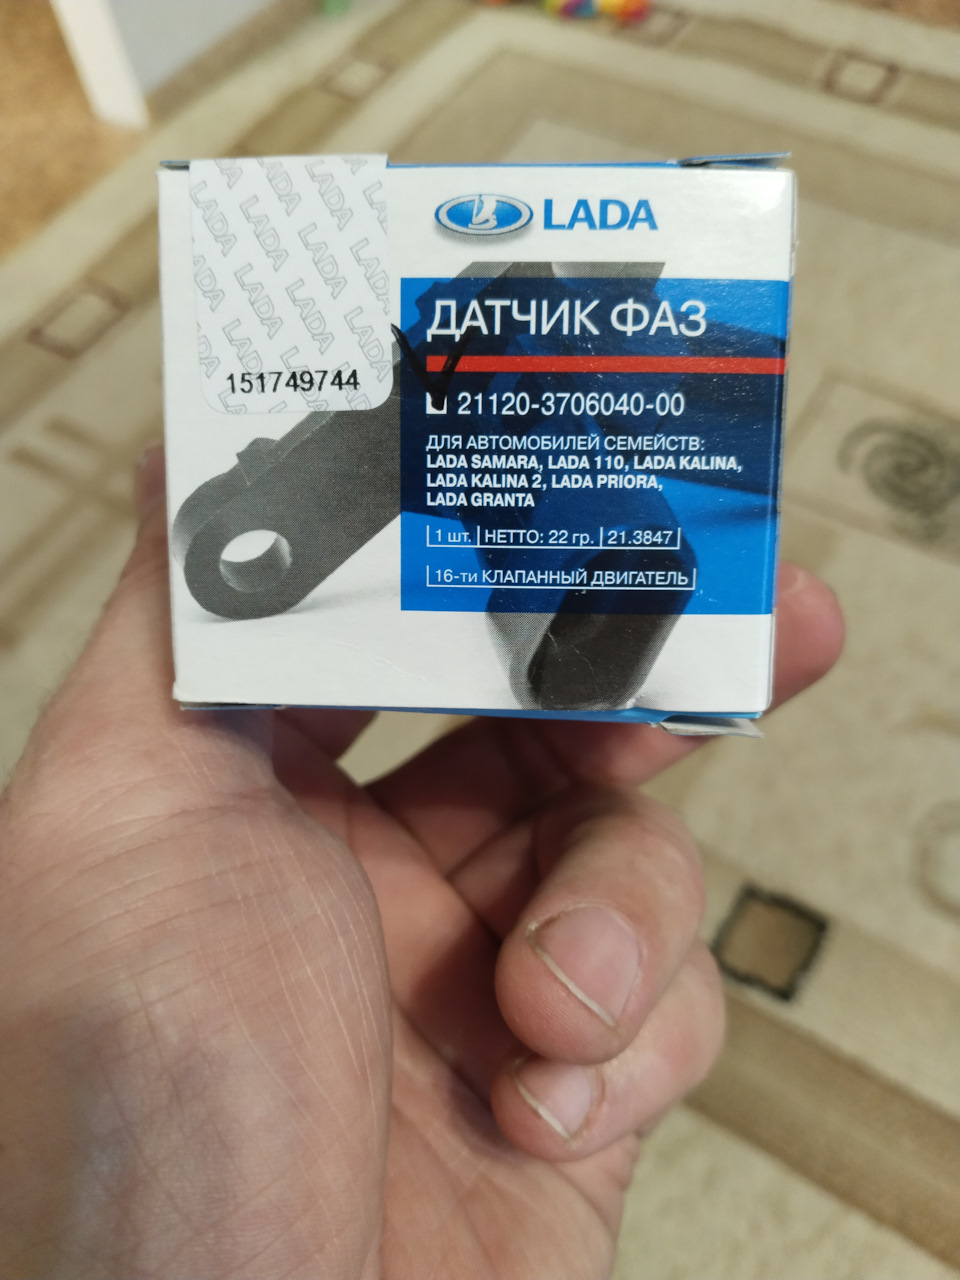 LADA
ДАТЧИК ФАЗ
151749744
21120-3706040-00
ДЛЯ АВТОМОБИЛЕЙ СЕМЕЙСТВ:
LADA SAMARA, LADA 110, LADA KALINA,
LADA KALINA 2, LADA PRIORA,
LADA GRANTA
1 шт. НЕТТО: 22 гр. 21.3847
16-ти КЛАПАННЫЙ ДВИГАТЕЛЬ